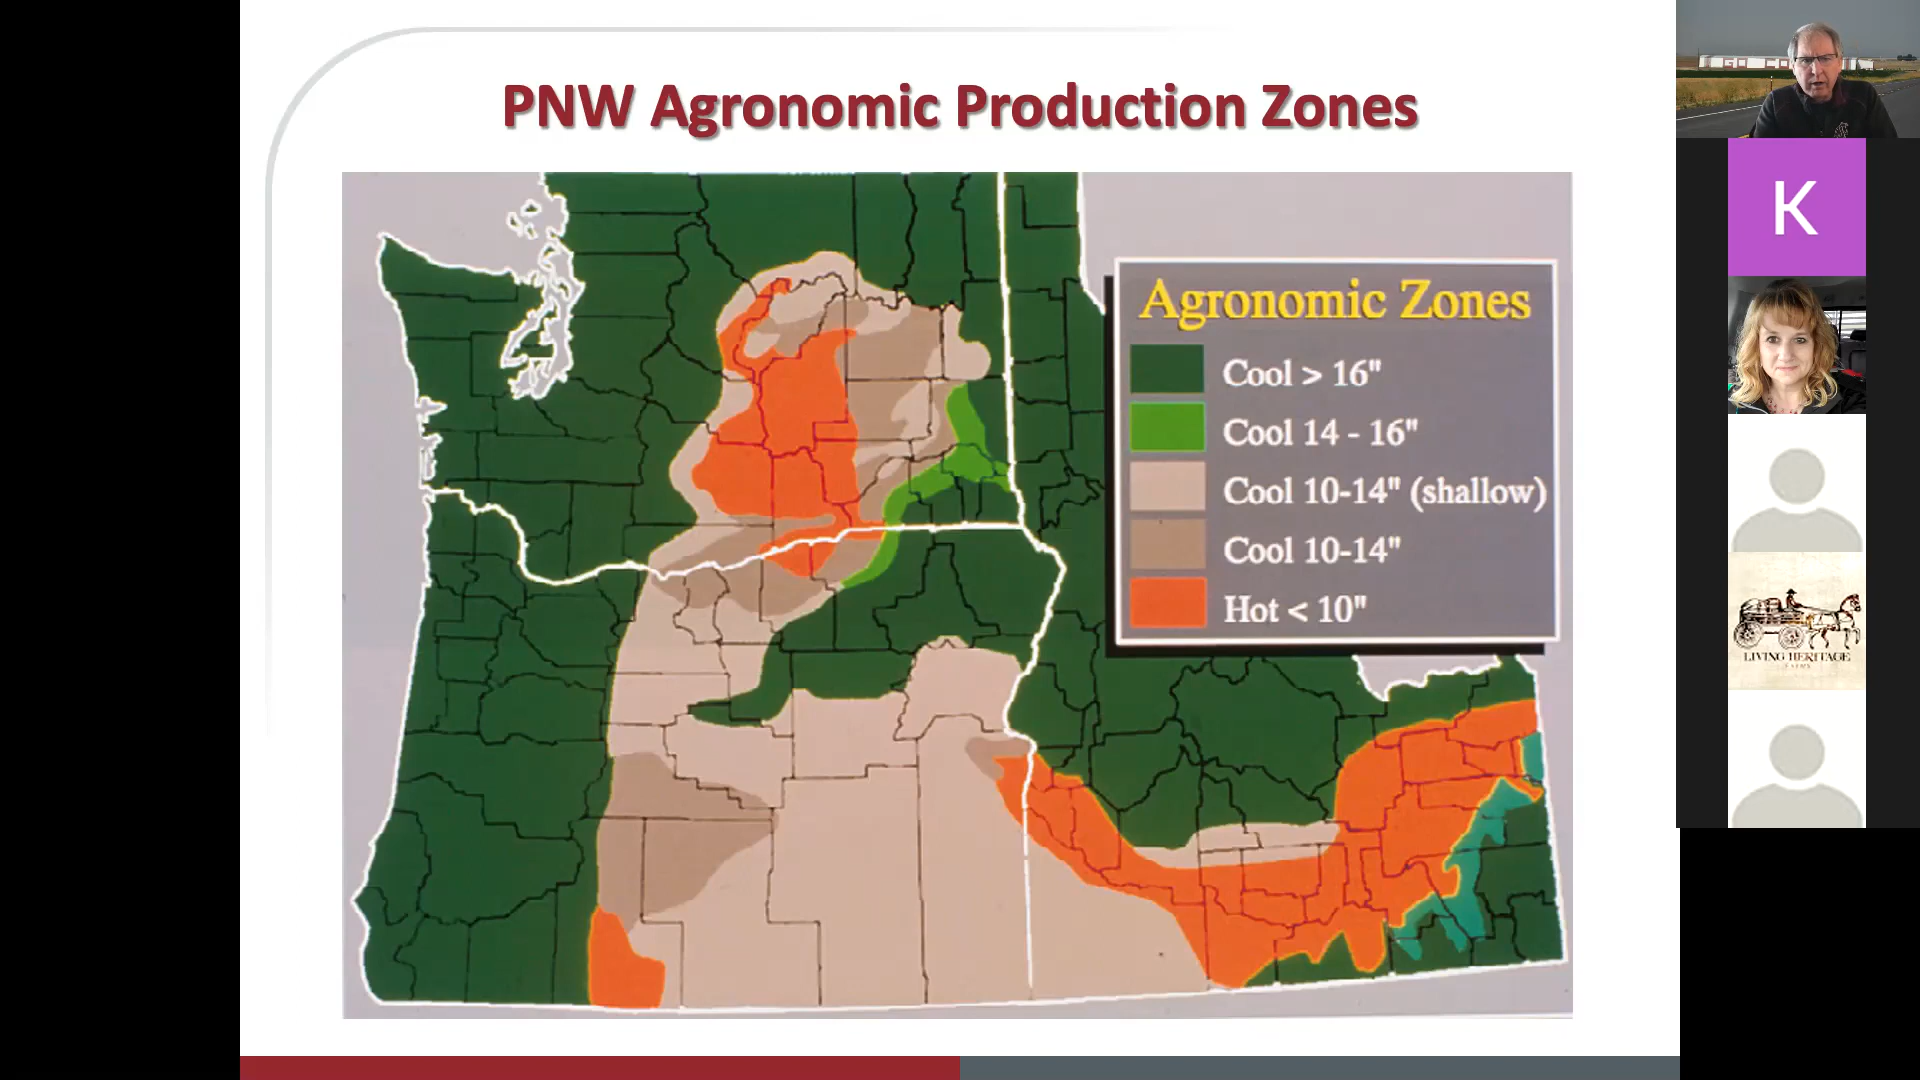 PNW Agronomic Production Zones
Agronomic Zones
Cool > 16"
Cool 14 - 16"
Cool 10-14" (shallow)
Cool 10-14"
Hot < 10"
K
LIVING HERITAGE